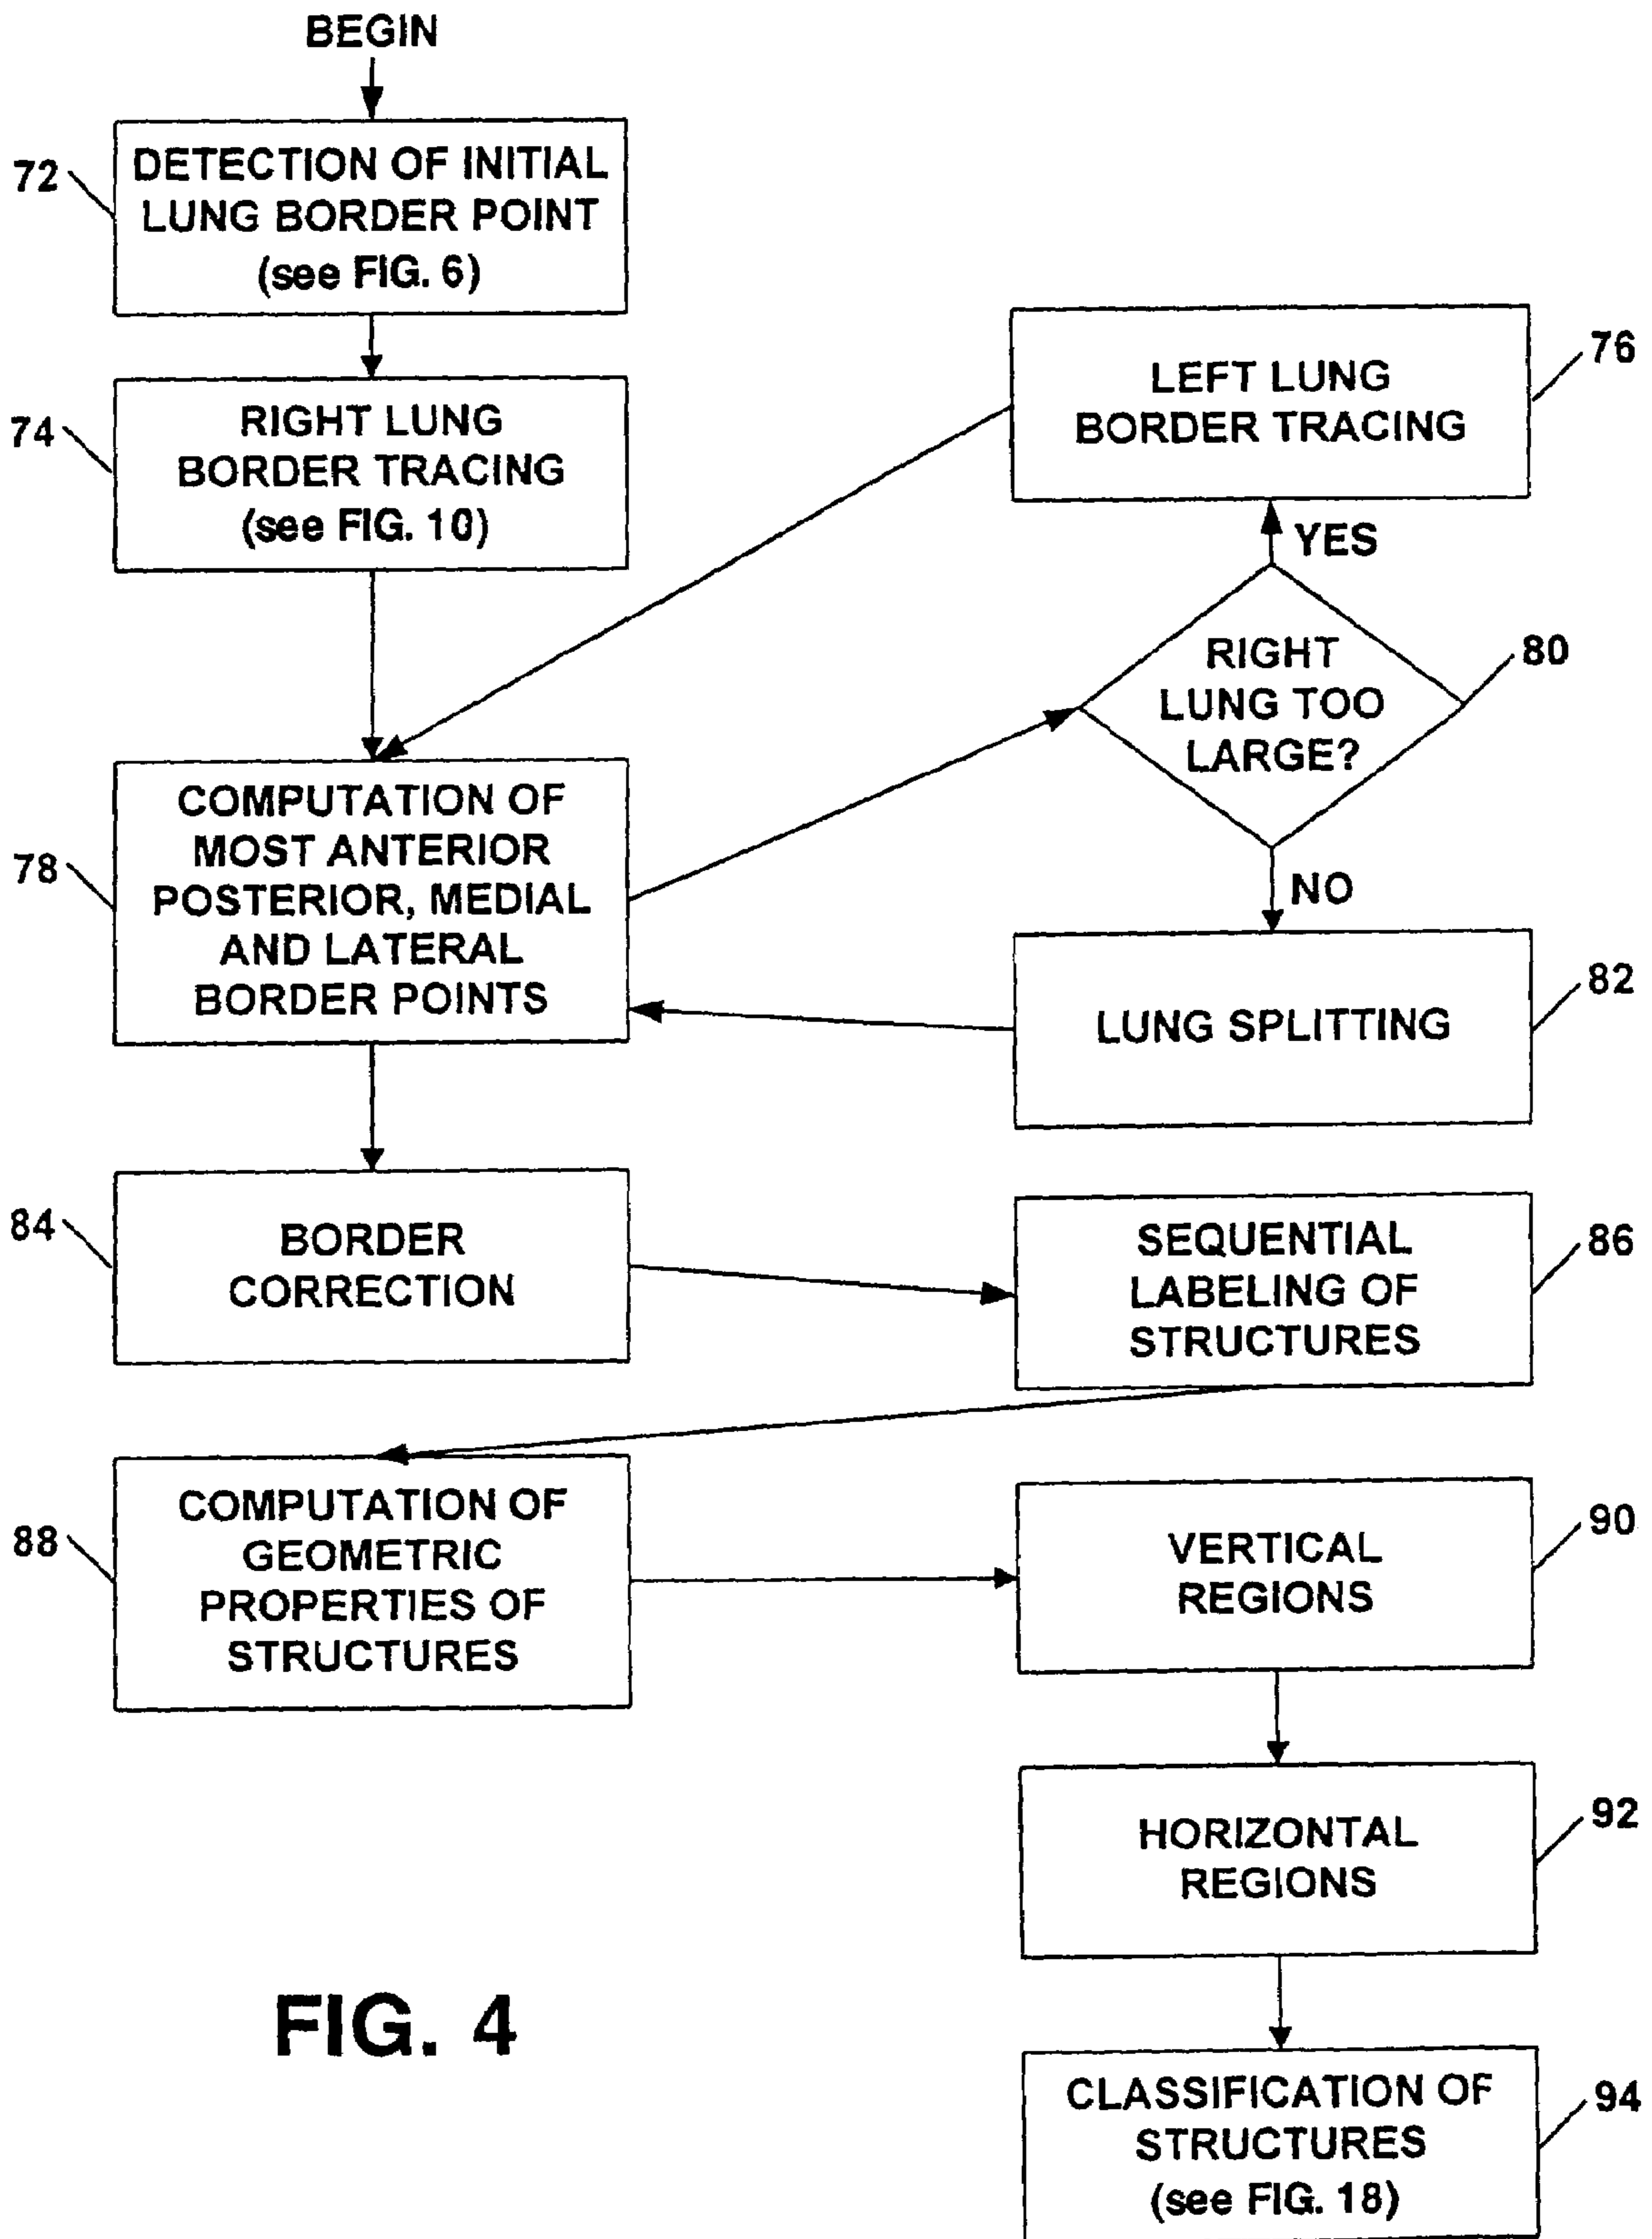 BEGIN
72
DETECTION OF INITIAL
LUNG BORDER POINT
(see FIG. 6)
74
RIGHT LUNG
BORDER TRACING
(see FIG. 10)
LEFT LUNG
BORDER TRACING
76
YES
RIGHT
LUNG TOO
LARGE?
80
NO
78
COMPUTATION OF
MOST ANTERIOR
POSTERIOR, MEDIAL
AND LATERAL
BORDER POINTS
LUNG SPLITTING
82
84
BORDER
CORRECTION
SEQUENTIAL
LABELING OF
STRUCTURES
86
88
COMPUTATION OF
GEOMETRIC
PROPERTIES OF
STRUCTURES
VERTICAL
REGIONS
90
HORIZONTAL
REGIONS
92
CLASSIFICATION OF
STRUCTURES
(see FIG. 18)
94
FIG. 4